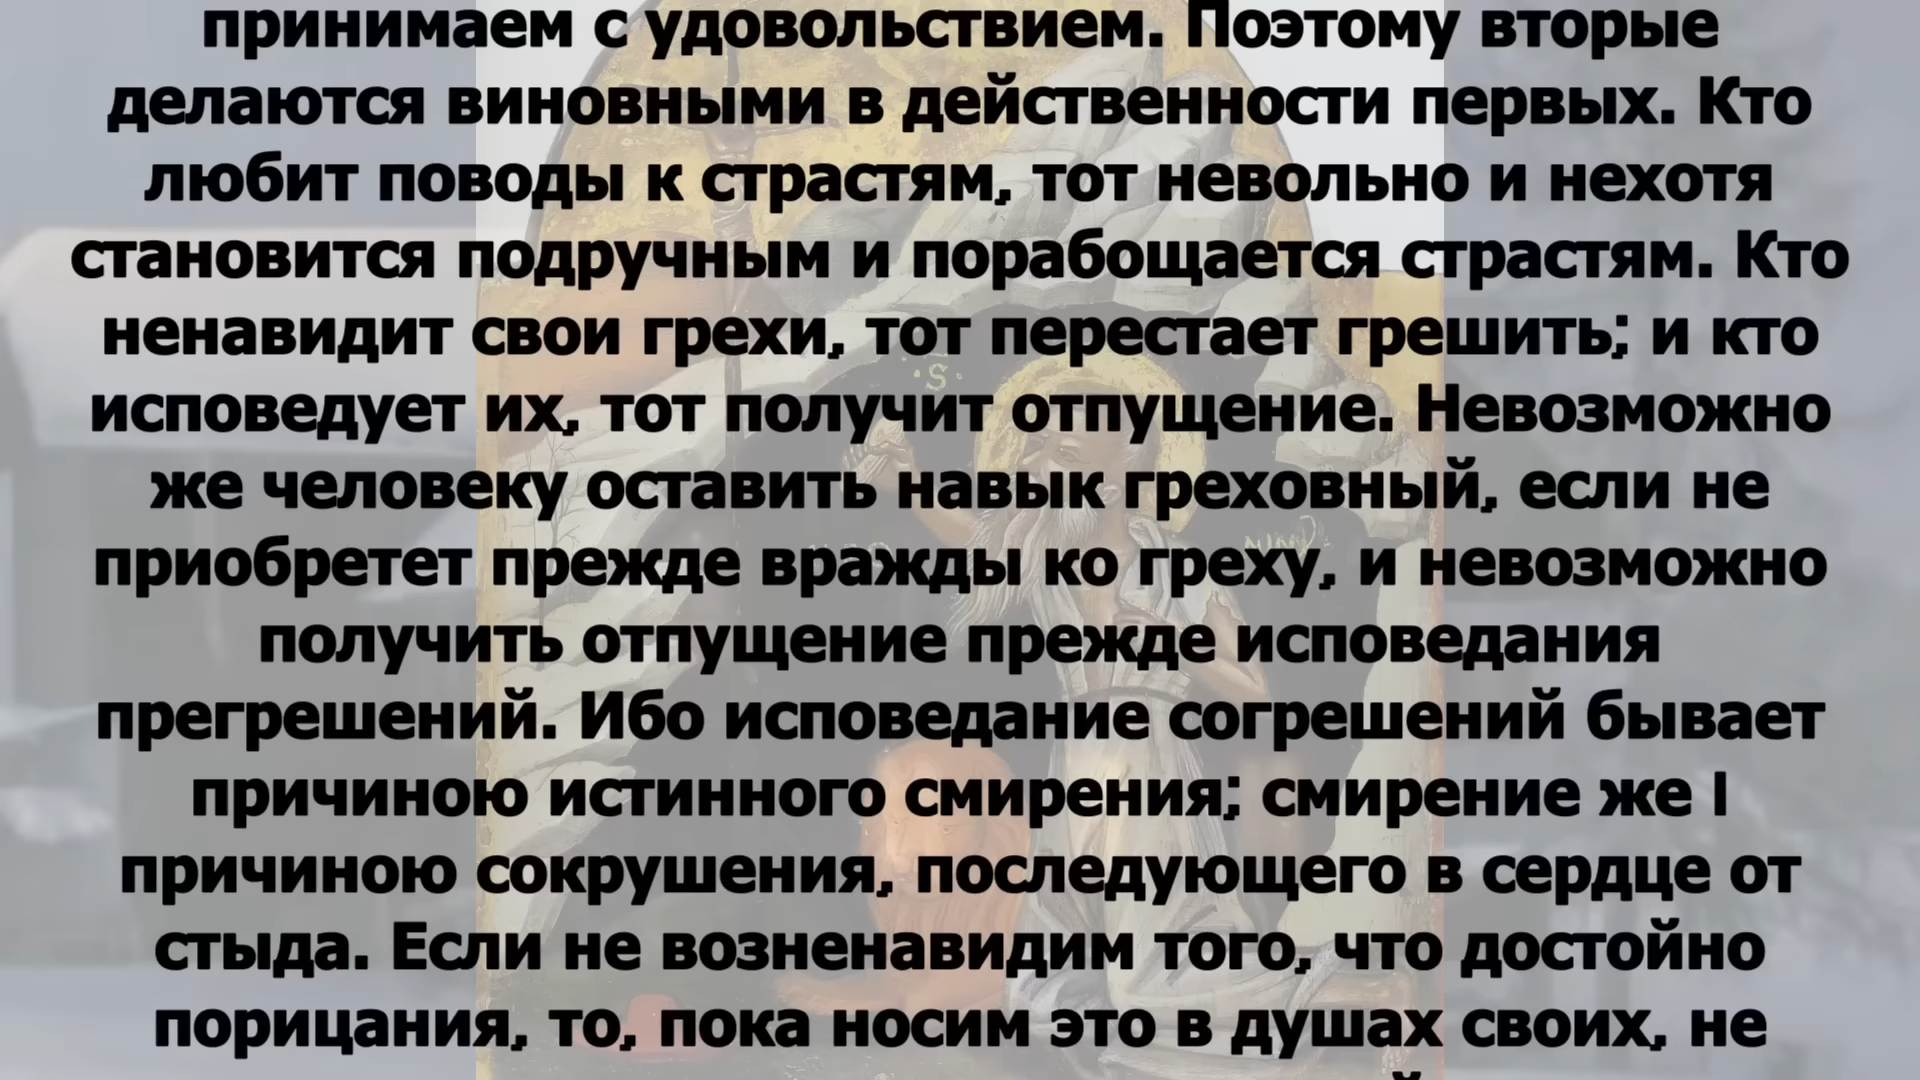 принимаем с удовольствием. Поэтому вторые
делаются виновными в действенности первых. Кто
любит поводы к страстям, тот невольно и нехотя
становится подручным и порабощается страстям. Кто
ненавидит свои грехи, тот перестает грешить; и кто
исповедует их, тот получит отпущение. Невозможно
же человеку оставить навык греховный, если не
приобретет прежде вражды ко греху, и невозможно
получить отпущение прежде исповедания
прегрешений. Ибо исповедание согрешений бывает
причиною истинного смирения; смирение же l
причиною сокрушения, последующего в сердце от
стыда. Если не возненавидим того, что достойно
порицания, то, пока носим это в душах своих, не
·S·